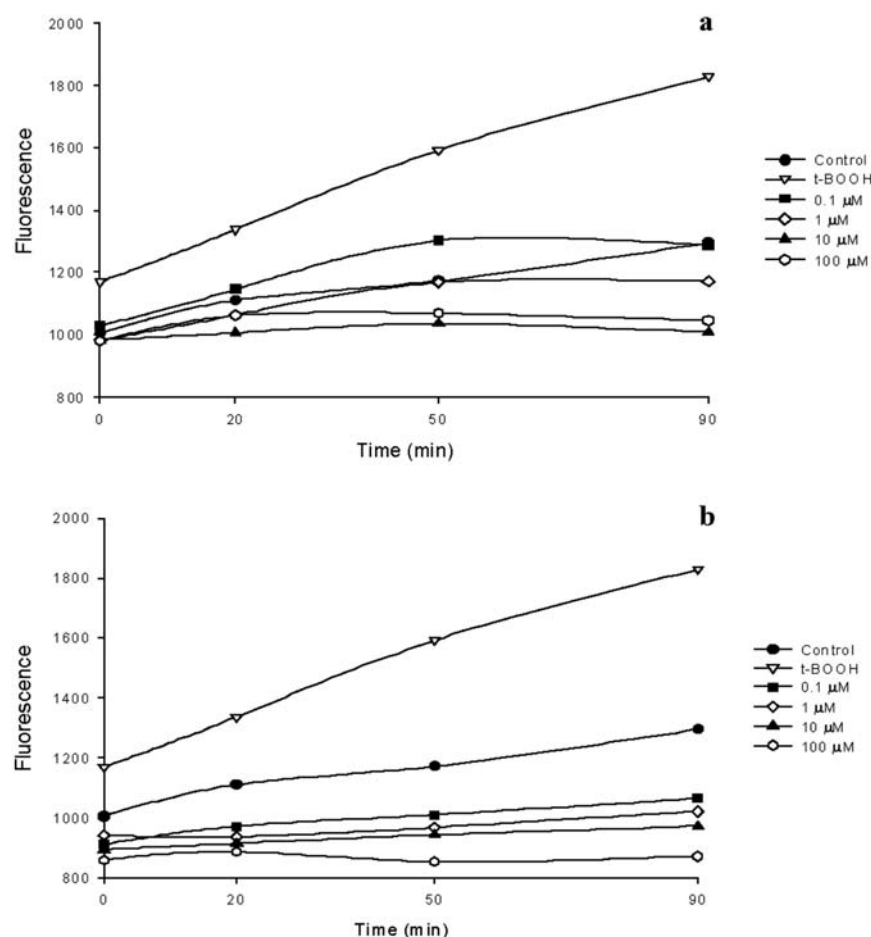 a
2000
1800
1600
1400
1200
1000
800
Fluorescence
0 20 50 90
Time (min)
Control
t-BOOH
0.1 μM
1 μM
10 μM
100 μM
b
2000
1800
1600
1400
1200
1000
800
Fluorescence
0 20 50 90
Time (min)
Control
t-BOOH
0.1 μM
1 μM
10 μM
100 μM